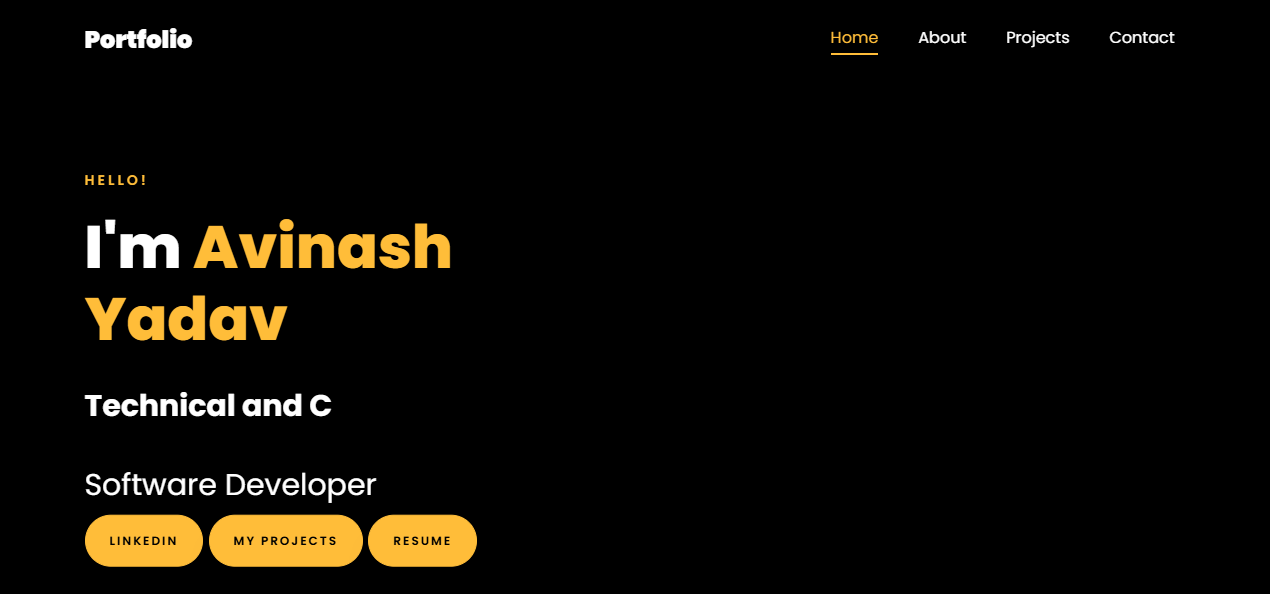 Portfolio
Home About Projects Contact
HELLO!
I'm Avinash
Yadav
Technical and C
Software Developer
LINKEDIN MY PROJECTS RESUME